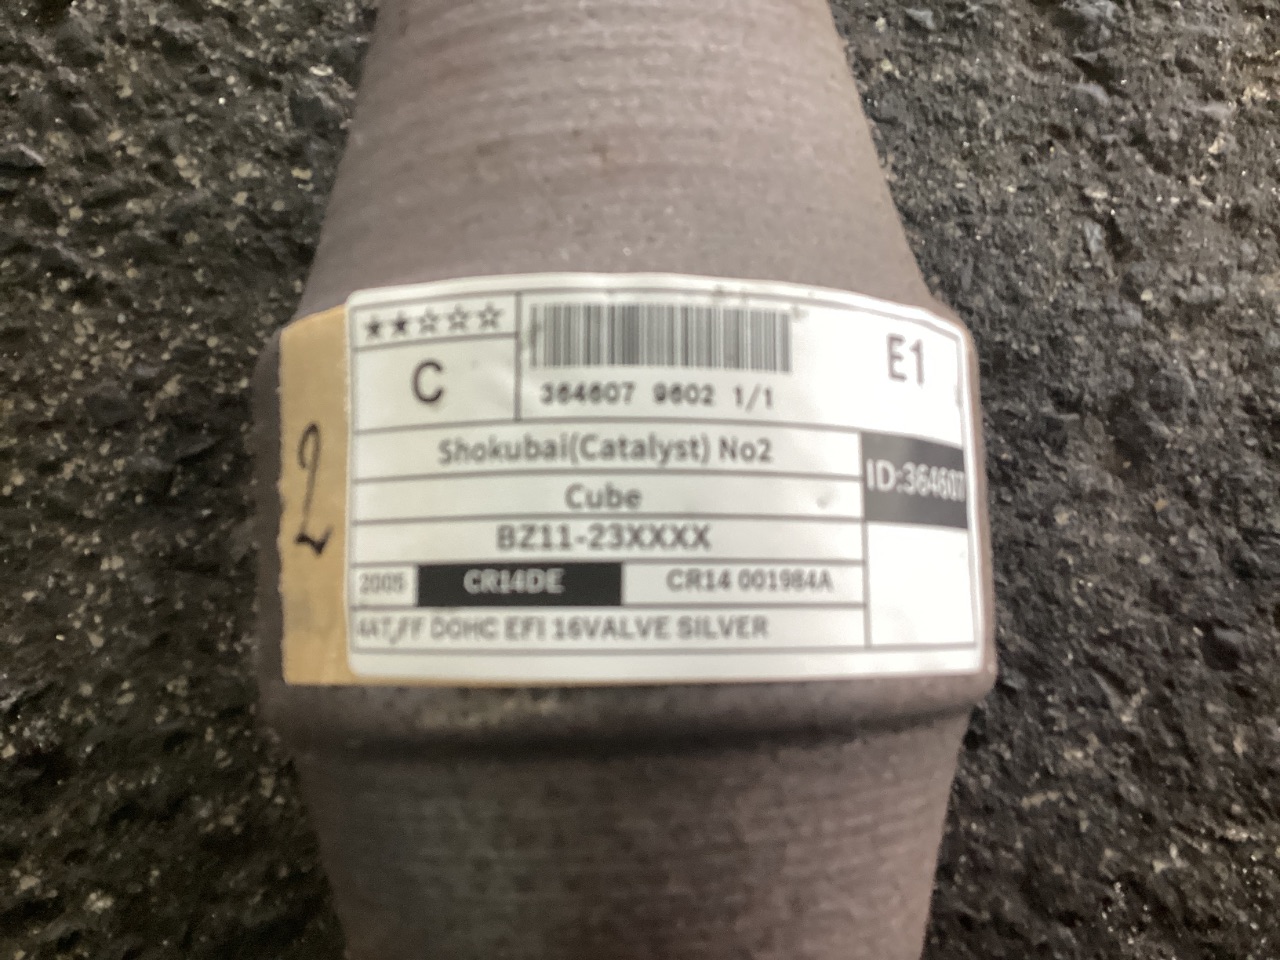 ★★☆☆☆
C
364607 9602 1/1
E1
Shokubai(Catalyst) No2
ID:364607
Cube
BZ11-23XXXX
2005 CR14DE CR14 001984A
4AT,FF DOHC EFI 16VALVE SILVER
2